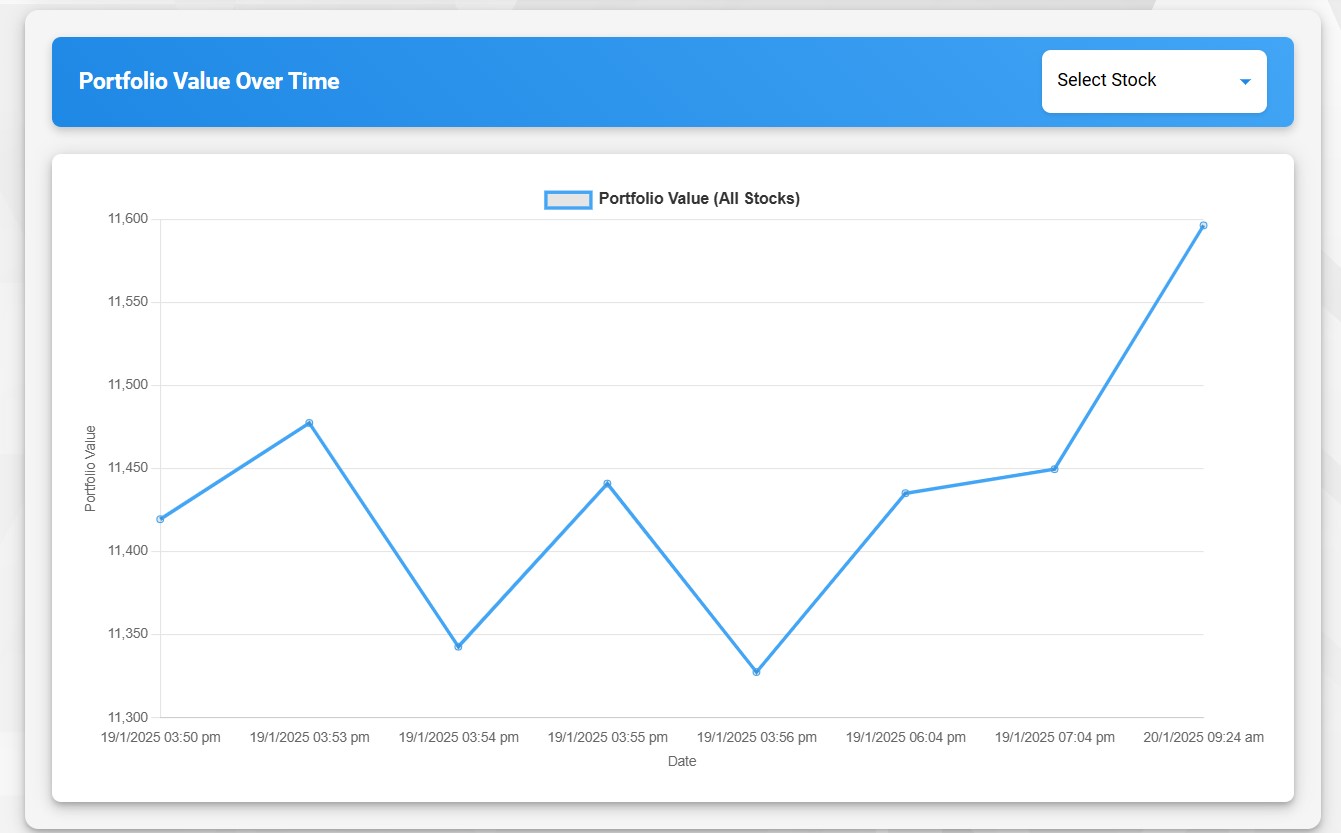 Portfolio Value Over Time
Select Stock
Portfolio Value (All Stocks)
11,600
11,550
11,500
11,450
11,400
11,350
11,300
Portfolio Value
19/1/2025 03:50 pm
19/1/2025 03:53 pm
19/1/2025 03:54 pm
19/1/2025 03:55 pm
19/1/2025 03:56 pm
19/1/2025 06:04 pm
19/1/2025 07:04 pm
20/1/2025 09:24 am
Date